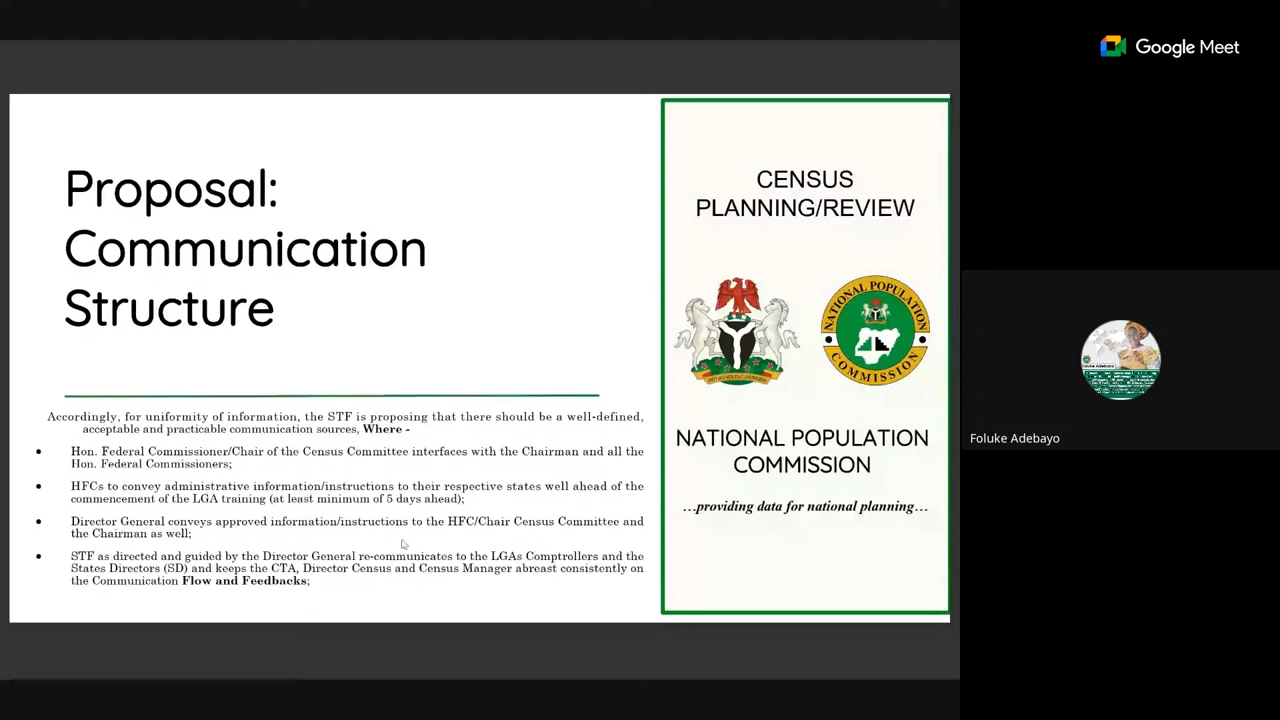 Google Meet
Proposal:
Communication
Structure
Accordingly, for uniformity of information, the STF is proposing that there should be a well-defined,
acceptable and practicable communication sources, Where -
• Hon. Federal Commissioner/Chair of the Census Committee interfaces with the Chairman and all the
Hon. Federal Commissioners;
• HFCs to convey administrative information/instructions to their respective states well ahead of the
commencement of the LGA training (at least minimum of 5 days ahead);
• Director General conveys approved information/instructions to the HFC/Chair Census Committee and
the Chairman as well;
• STF as directed and guided by the Director General re-communicates to the LGAs Comptrollers and the
States Directors (SD) and keeps the CTA, Director Census and Census Manager abreast consistently on
the Communication Flow and Feedbacks;
CENSUS
PLANNING/REVIEW
NATIONAL POPULATION
COMMISSION
NATIONAL POPULATION
COMMISSION
...providing data for national planning...
Foluke Adebayo